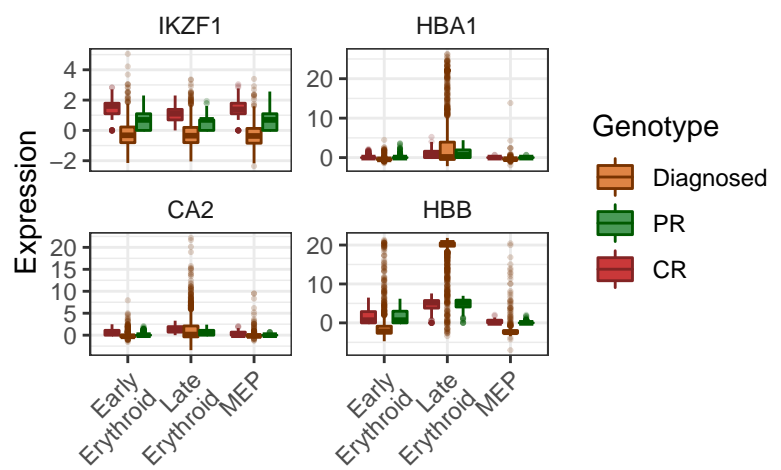 IKZF1
HBA1
4
2
0
−2
20
10
0
Expression
CA2
HBB
20
15
10
5
0
20
10
0
Early
Erythroid
Late
Erythroid
MEP
Early
Erythroid
Late
Erythroid
MEP
Genotype
Diagnosed
PR
CR